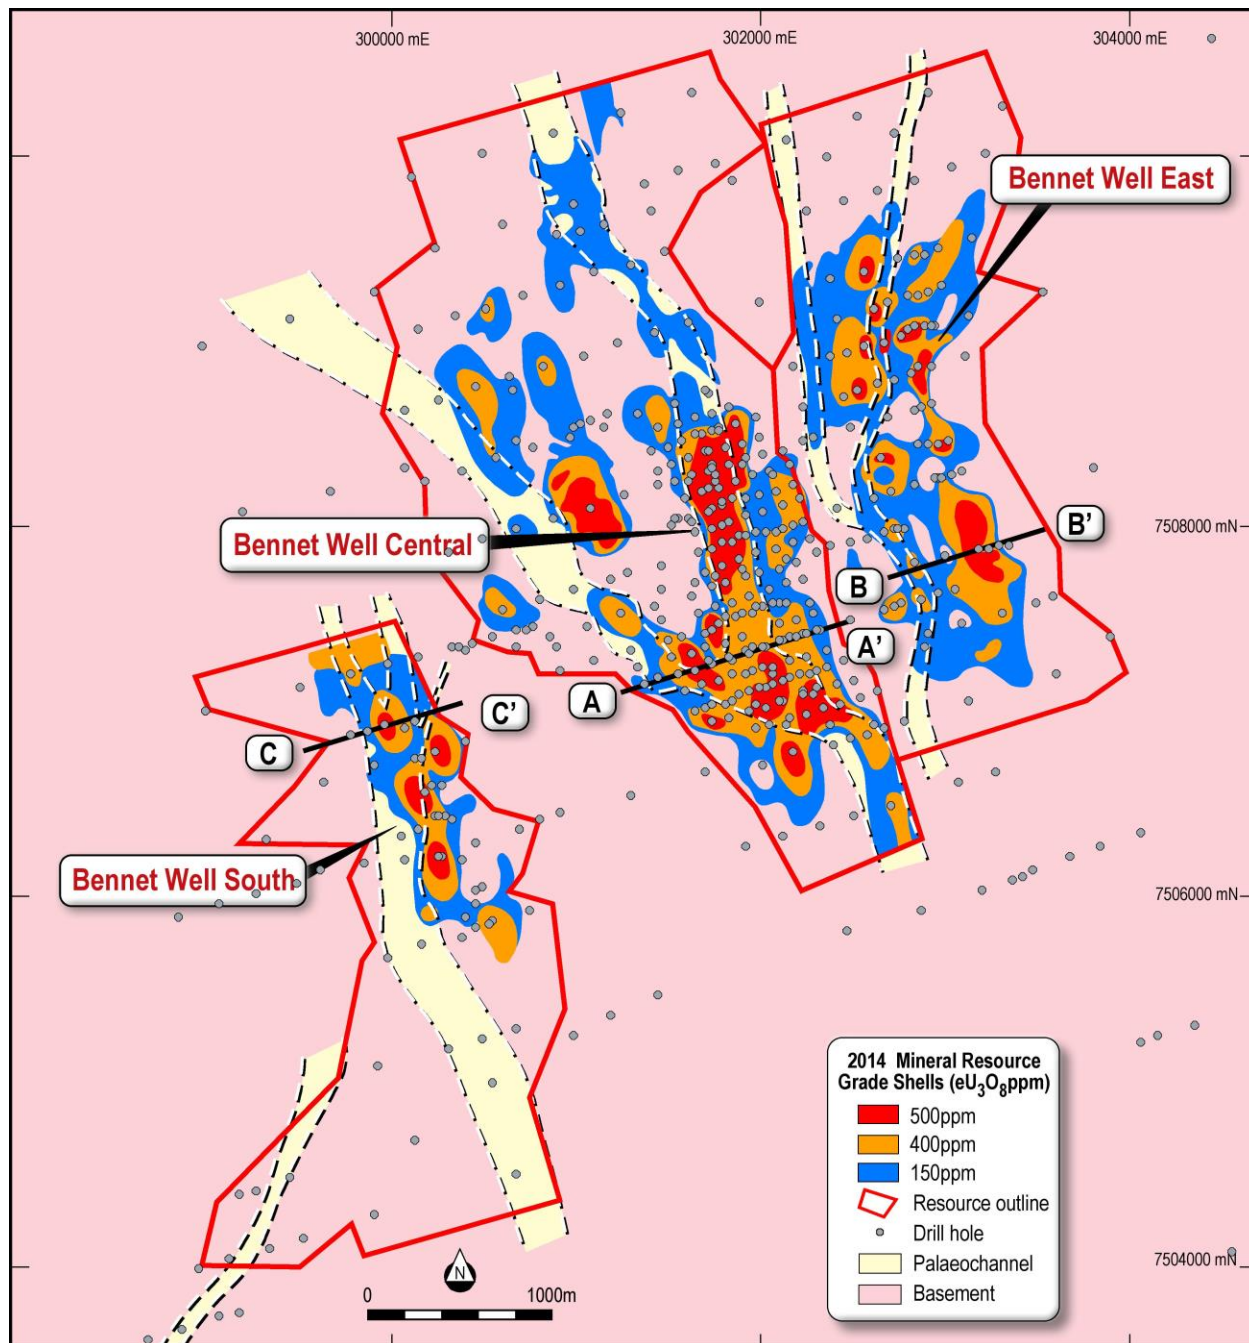 300000 mE
302000 mE
304000 mE
Bennet Well East
Bennet Well Central
7508000 mN
B'
B
A'
A
C'
C
Bennet Well South
7506000 mN
2014 Mineral Resource
Grade Shells (eU₃O₈ppm)
500ppm
400ppm
150ppm
Resource outline
Drill hole
Palaeochannel
Basement
7504000 mN
N
0 1000m